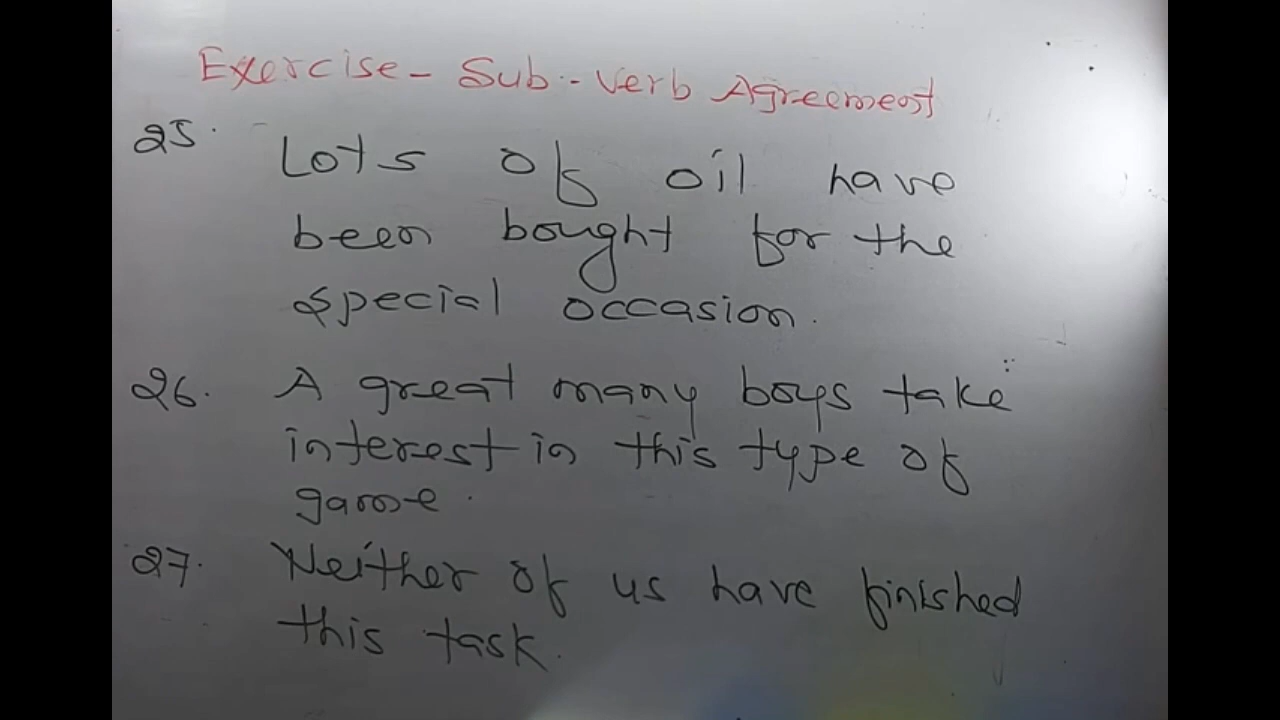 Exercise - Sub.- Verb Agreement
25. Lots of oil have
been bought for the
special occasion.
26. A great many boys take
interest in this type of
game.
27. Neither of us have finished
this task.